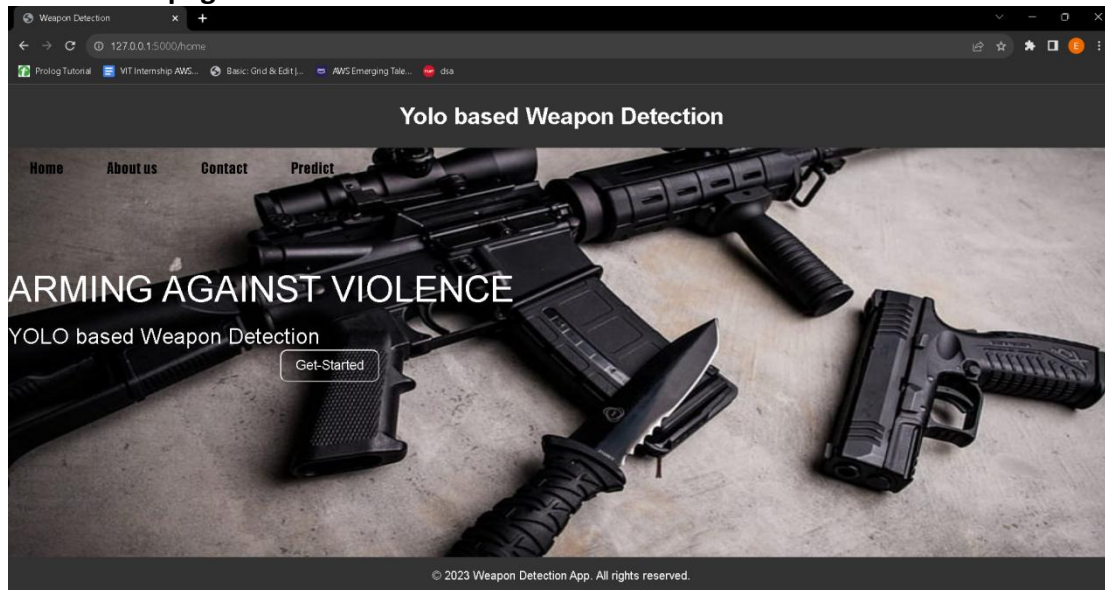 Weapon Detection
127.0.0.1:5000/home
Prolog Tutorial VIT Internship AWS... Basic: Grid & Edit |... AWS Emerging Tale... dsa
Yolo based Weapon Detection
Home About us Contact Predict
ARMING AGAINST VIOLENCE
YOLO based Weapon Detection
Get-Started
© 2023 Weapon Detection App. All rights reserved.